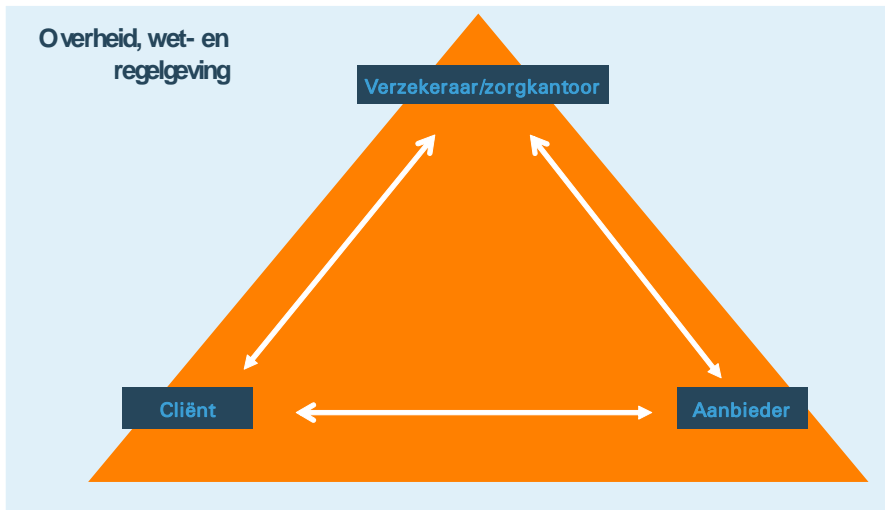 Overheid, wet- en
regelgeving
Verzekeraar/zorgkantoor
Cliënt
Aanbieder